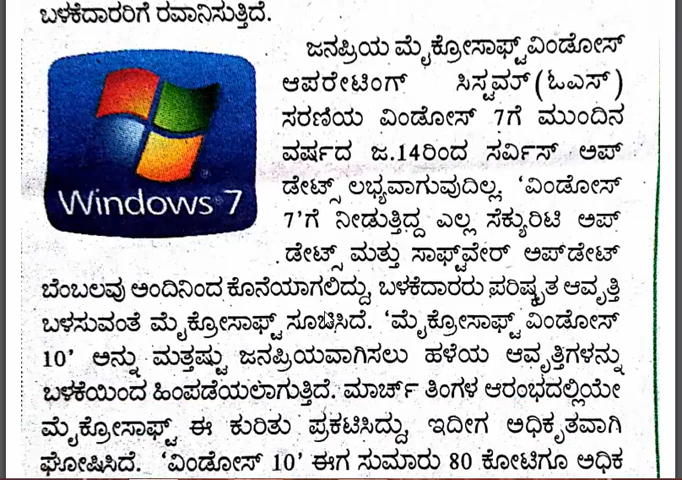 ಬಳಕೆದಾರರಿಗೆ ರವಾನಿಸುತ್ತಿದೆ.
ಜನಪ್ರಿಯ ಮೈಕ್ರೋಸಾಫ್ಟ್ ವಿಂಡೋಸ್
ಆಪರೇಟಿಂಗ್ ಸಿಸ್ಟಮ್ (ಓಎಸ್)
ಸರಣಿಯ ವಿಂಡೋಸ್ 7ಗೆ ಮುಂದಿನ
ವರ್ಷದ ಜ.14ರಿಂದ ಸರ್ವಿಸ್ ಅಪ್
ಡೇಟ್ಸ್ ಲಭ್ಯವಾಗುವುದಿಲ್ಲ. ‘ವಿಂಡೋಸ್
7’ಗೆ ನೀಡುತ್ತಿದ್ದ ಎಲ್ಲ ಸೆಕ್ಯುರಿಟಿ ಅಪ್
ಡೇಟ್ಸ್ ಮತ್ತು ಸಾಫ್ಟ್‌ವೇರ್ ಅಪ್‌ಡೇಟ್
Windows 7
ಬೆಂಬಲವು ಅಂದಿನಿಂದ ಕೊನೆಯಾಗಲಿದ್ದು, ಬಳಕೆದಾರರು ಪರಿಷ್ಕೃತ ಆವೃತ್ತಿ
ಬಳಸುವಂತೆ ಮೈಕ್ರೋಸಾಫ್ಟ್ ಸೂಚಿಸಿದೆ. ‘ಮೈಕ್ರೋಸಾಫ್ಟ್ ವಿಂಡೋಸ್
10’ ಅನ್ನು ಮತ್ತಷ್ಟು ಜನಪ್ರಿಯವಾಗಿಸಲು ಹಳೆಯ ಆವೃತ್ತಿಗಳನ್ನು
ಬಳಕೆಯಿಂದ ಹಿಂಪಡೆಯಲಾಗುತ್ತಿದೆ. ಮಾರ್ಚ್ ತಿಂಗಳ ಆರಂಭದಲ್ಲಿಯೇ
ಮೈಕ್ರೋಸಾಫ್ಟ್ ಈ ಕುರಿತು ಪ್ರಕಟಿಸಿದ್ದು, ಇದೀಗ ಅಧಿಕೃತವಾಗಿ
ಘೋಷಿಸಿದೆ. ‘ವಿಂಡೋಸ್ 10’ ಈಗ ಸುಮಾರು 80 ಕೋಟಿಗೂ ಅಧಿಕ